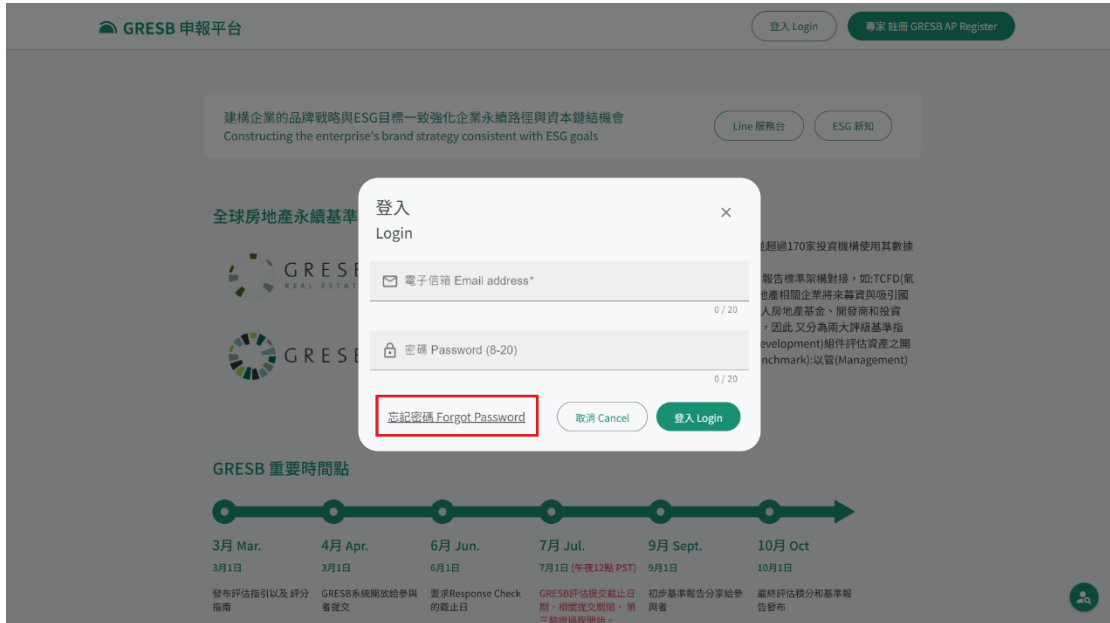 GRESB 申報平台
登入 Login
專家 註冊 GRESB AP Register
建構企業的品牌戰略與ESG目標一致強化企業永續路徑與資本鏈結機會
Constructing the enterprise's brand strategy consistent with ESG goals
Line 服務台
ESG 新知
全球房地產永續基準
GRESB
REAL ESTAT
GRESB
超過170家投資機構使用其數據
報告標準架構對接，如:TCFD(氣
地產相關企業將來募資與吸引國
人房地產基金、開發商和投資
，因此 又分為兩大評級基準指
evelopment)組件評估資產之開
nchmark):以管(Management)
登入
Login
電子信箱 Email address*
0 / 20
密碼 Password (8-20)
0 / 20
忘記密碼 Forgot Password
取消 Cancel
登入 Login
GRESB 重要時間點
3月 Mar.
3月1日
發布評估指引以及 評分
指南
4月 Apr.
3月1日
GRESB系統開放給參與
者提交
6月 Jun.
6月1日
要求Response Check
的截止日
7月 Jul.
7月1日 (午夜12點 PST)
GRESB評估提交截止日
期，相關提交關閉。 第
9月 Sept.
9月1日
初步基準報告分享給參
與者
10月 Oct
10月1日
最終評估積分和基準報
告發布